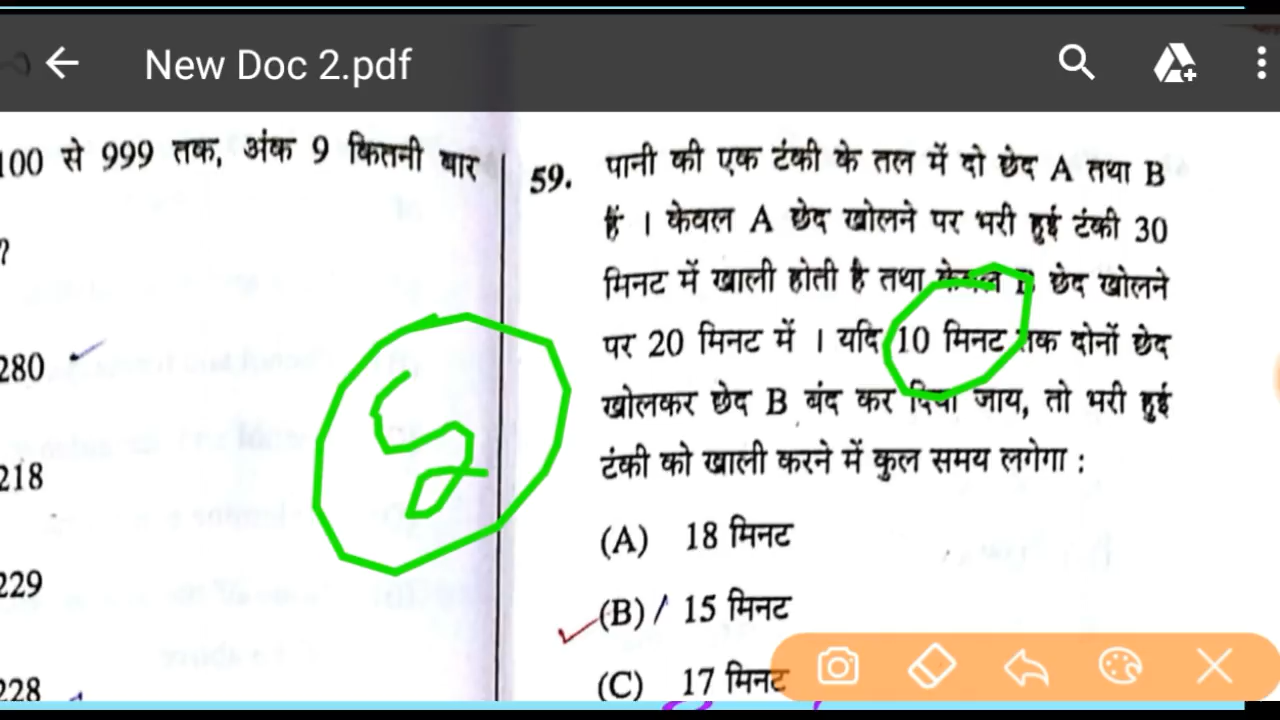 New Doc 2.pdf
100 से 999 तक, अंक 9 कितनी बार
?
280
218
229
228
59. पानी की एक टंकी के तल में दो छेद A तथा B
हैं । केवल A छेद खोलने पर भरी हुई टंकी 30
मिनट में खाली होती है तथा केवल B छेद खोलने
पर 20 मिनट में । यदि 10 मिनट तक दोनों छेद
खोलकर छेद B बंद कर दिया जाय, तो भरी हुई
टंकी को खाली करने में कुल समय लगेगा :
(A) 18 मिनट
(B) 15 मिनट
(C) 17 मिनट